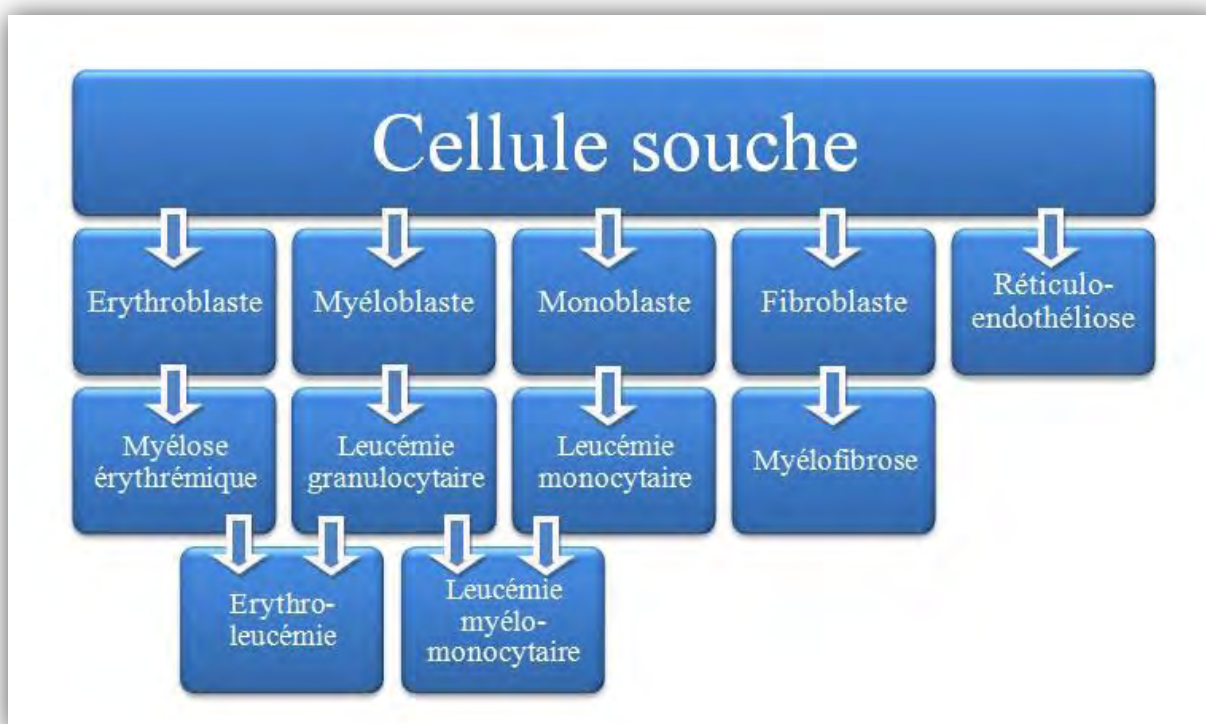 Cellule souche
Erythroblaste
Myéloblaste
Monoblaste
Fibroblaste
Réticulo-
endothéliose
Myélose
érythrémique
Leucémie
granulocytaire
Leucémie
monocytaire
Myélofibrose
Erythro-
leucémie
Leucémie
myélo-
monocytaire